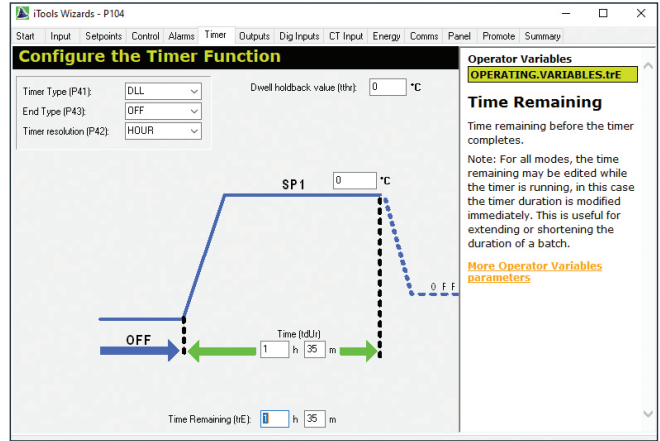 iTools Wizards - P104
Start Input Setpoints Control Alarms Timer Outputs Dig Inputs CT Input Energy Comms Panel Promote Summary
Configure the Timer Function
Timer Type (P41): DLL
End Type (P43): OFF
Timer resolution (P42): HOUR
Dwell holdback value (tthr): 0 °C
SP1 0 °C
OFF
OFF
Time (tdUr)
1 h 35 m
Time Remaining (trE): 1 h 35 m
Operator Variables
OPERATING.VARIABLES.trE
Time Remaining
Time remaining before the timer
completes.
Note: For all modes, the time
remaining may be edited while
the timer is running, in this case
the timer duration is modified
immediately. This is useful for
extending or shortening the
duration of a batch.
More Operator Variables
parameters